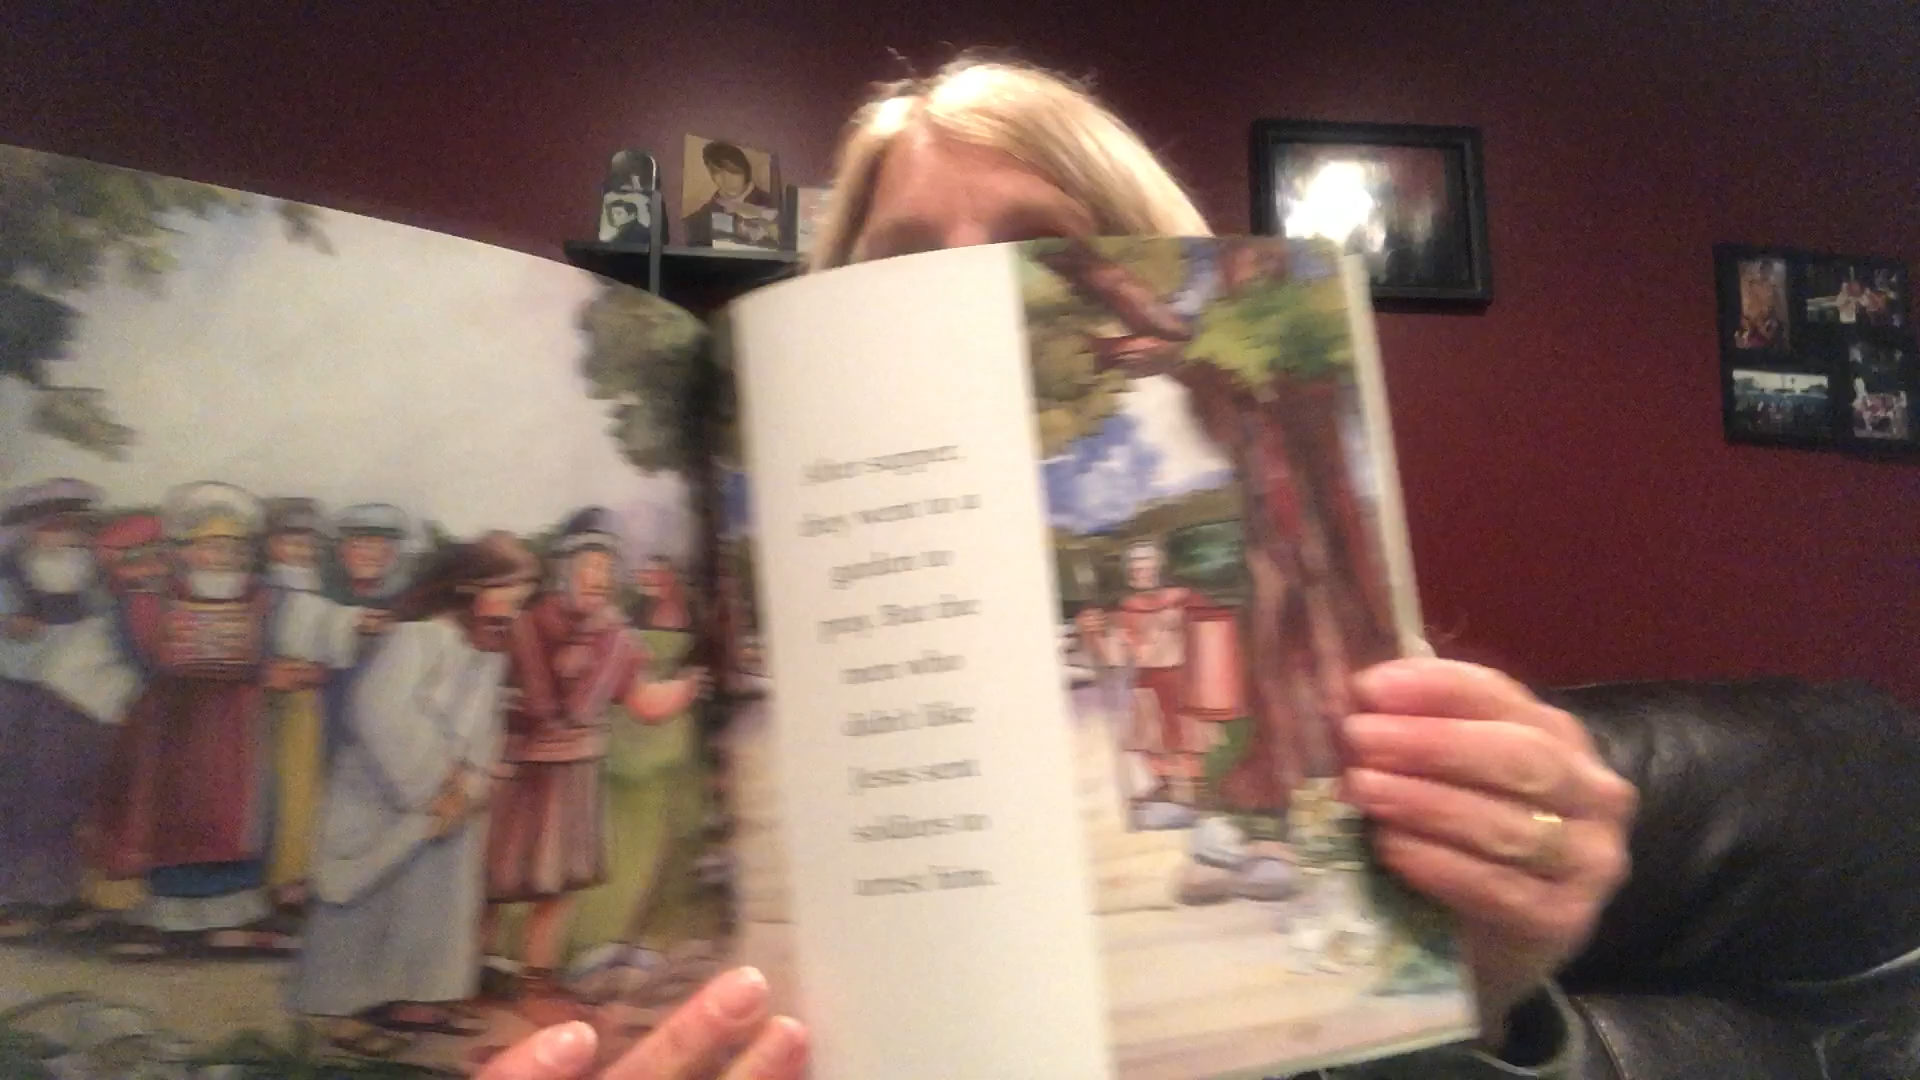 After supper,
they went to a
garden to
pray. But the
men who
didn't like
Jesus sent
soldiers to
arrest him.